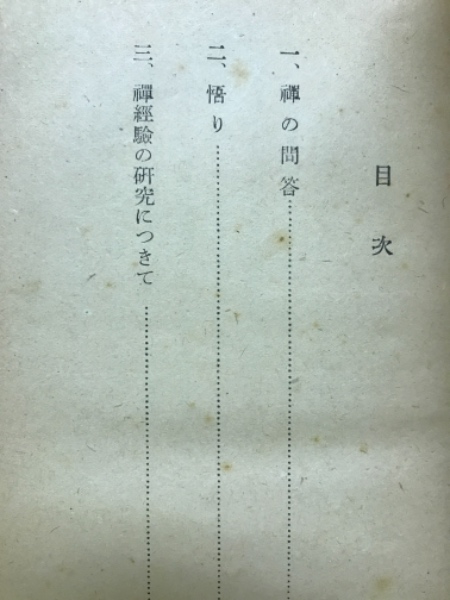 目次
一、禪の問答
二、悟り
三、禪經驗の硏究につきて